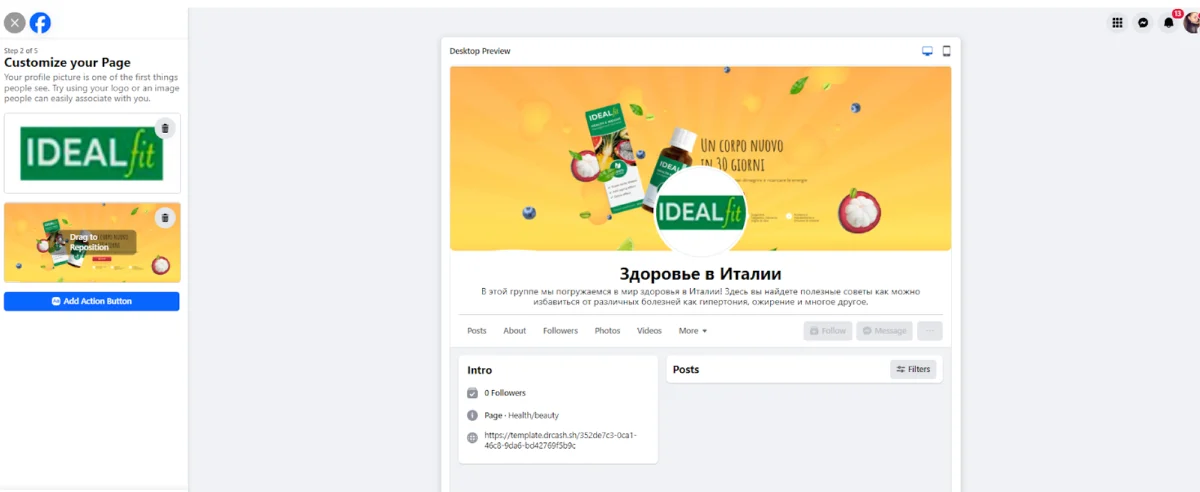 13
Step 2 of 5
Customize your Page
Your profile picture is one of the first things
people see. Try using your logo or an image
people can easily associate with you.
IDEALfit
Drag to
Reposition
Add Action Button
Desktop Preview
IDEALfit
UN CORPO NUOVO
IN 30 GIORNI
IDEALfit
Здоровье в Италии
В этой группе мы погружаемся в мир здоровья в Италии! Здесь вы найдете полезные советы как можно
избавиться от различных болезней как гипертония, ожирение и многое другое.
Posts About Followers Photos Videos More Follow Message
Intro
0 Followers
Page · Health/beauty
https://template.drcash.sh/352de7c3-0ca1-
46c8-9da6-bd42769f5b9c
Posts
Filters